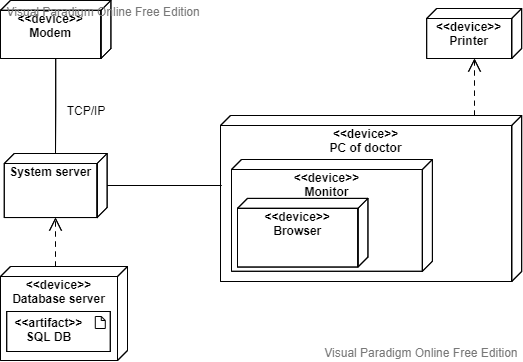 Visual Paradigm Online Free Edition
<<device>>
Modem
<<device>>
Printer
TCP/IP
<<device>>
PC of doctor
System server
<<device>>
Monitor
<<device>>
Browser
<<device>>
Database server
<<artifact>>
SQL DB
Visual Paradigm Online Free Edition